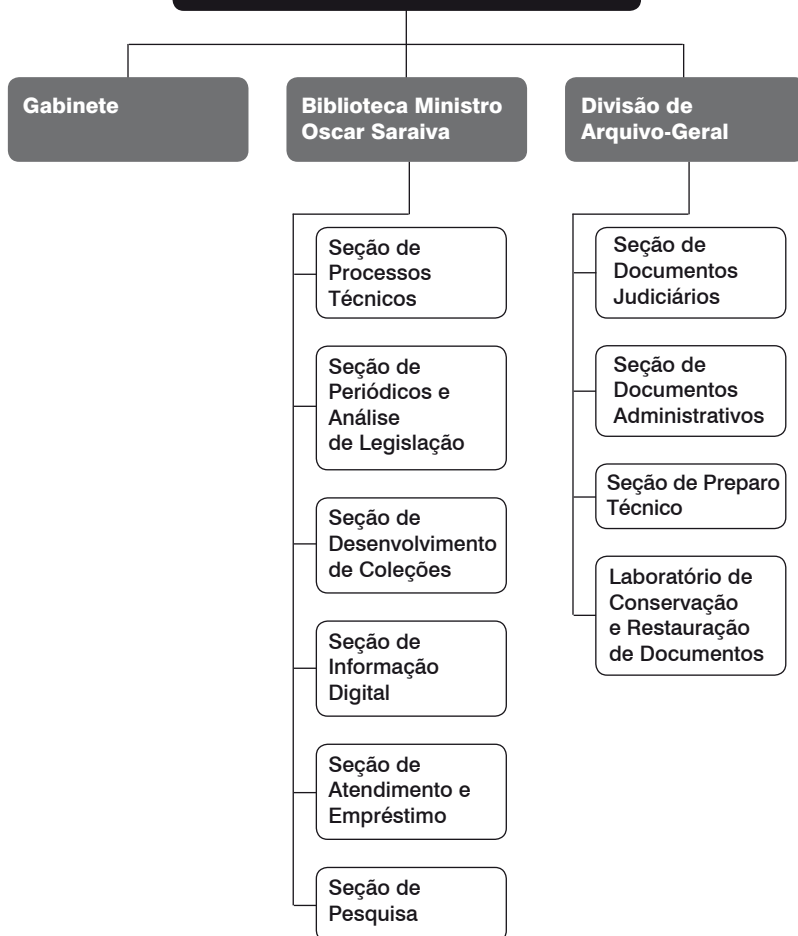 Gabinete
Biblioteca Ministro
Oscar Saraiva
Seção de
Processos
Técnicos
Seção de
Periódicos e
Análise
de Legislação
Seção de
Desenvolvimento
de Coleções
Seção de
Informação
Digital
Seção de
Atendimento e
Empréstimo
Seção de
Pesquisa
Divisão de
Arquivo-Geral
Seção de
Documentos
Judiciários
Seção de
Documentos
Administrativos
Seção de Preparo
Técnico
Laboratório de
Conservação
e Restauração
de Documentos